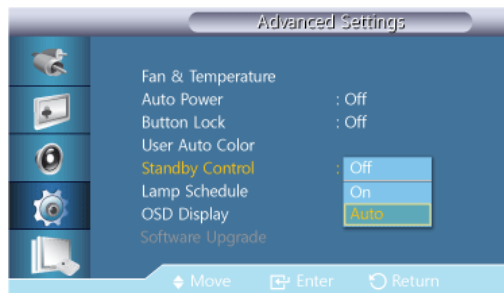 Advanced Settings
Fan & Temperature
Auto Power : Off
Button Lock : Off
User Auto Color
Standby Control : Off
Lamp Schedule On
OSD Display Auto
Software Upgrade
Move Enter Return